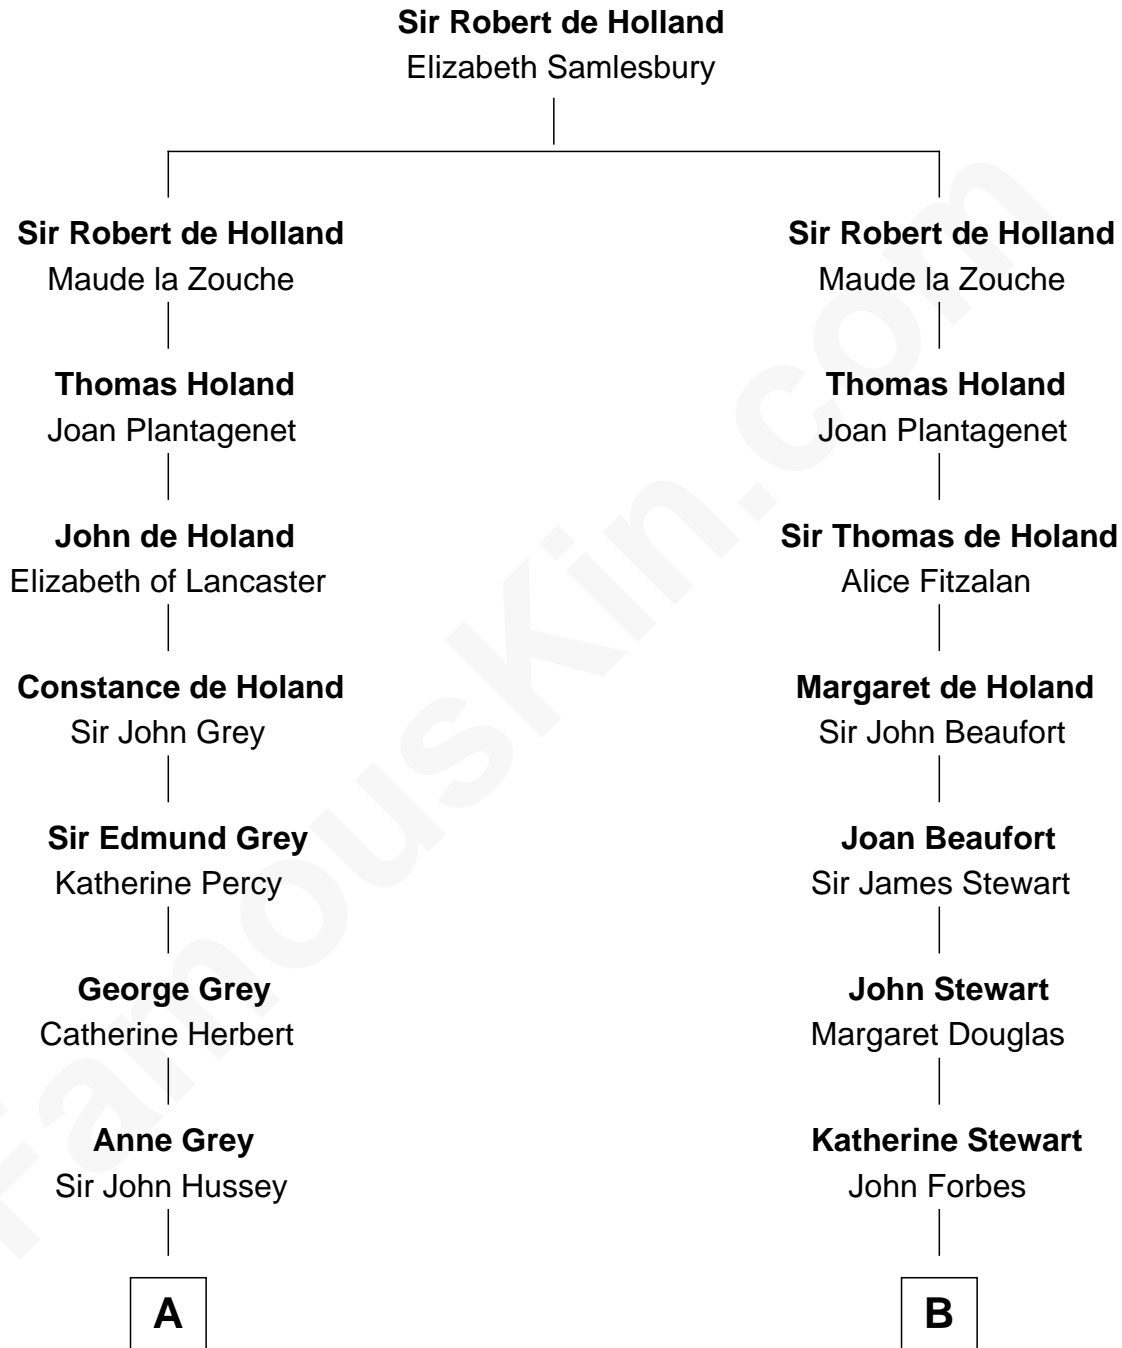 Sir Robert de Holland
Elizabeth Samlesbury
Sir Robert de Holland
Maude la Zouche
Sir Robert de Holland
Maude la Zouche
Thomas Holand
Joan Plantagenet
Thomas Holand
Joan Plantagenet
John de Holand
Elizabeth of Lancaster
Sir Thomas de Holand
Alice Fitzalan
Constance de Holand
Sir John Grey
Margaret de Holand
Sir John Beaufort
Sir Edmund Grey
Katherine Percy
Joan Beaufort
Sir James Stewart
George Grey
Catherine Herbert
John Stewart
Margaret Douglas
Anne Grey
Sir John Hussey
Katherine Stewart
John Forbes
A
B
FamousKin.com